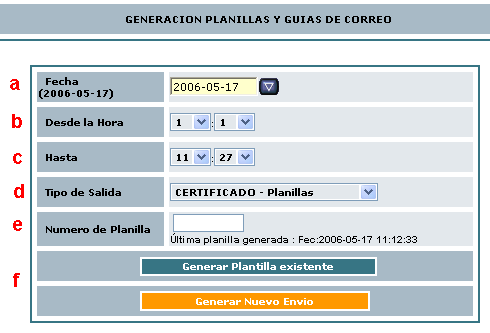 GENERACION PLANILLAS Y GUIAS DE CORREO
a Fecha
(2006-05-17) 2006-05-17
b Desde la Hora 1 : 1
c Hasta 11 : 27
d Tipo de Salida CERTIFICADO - Planillas
e Numero de Planilla
Última planilla generada : Fec:2006-05-17 11:12:33
f
Generar Plantilla existente
Generar Nuevo Envio